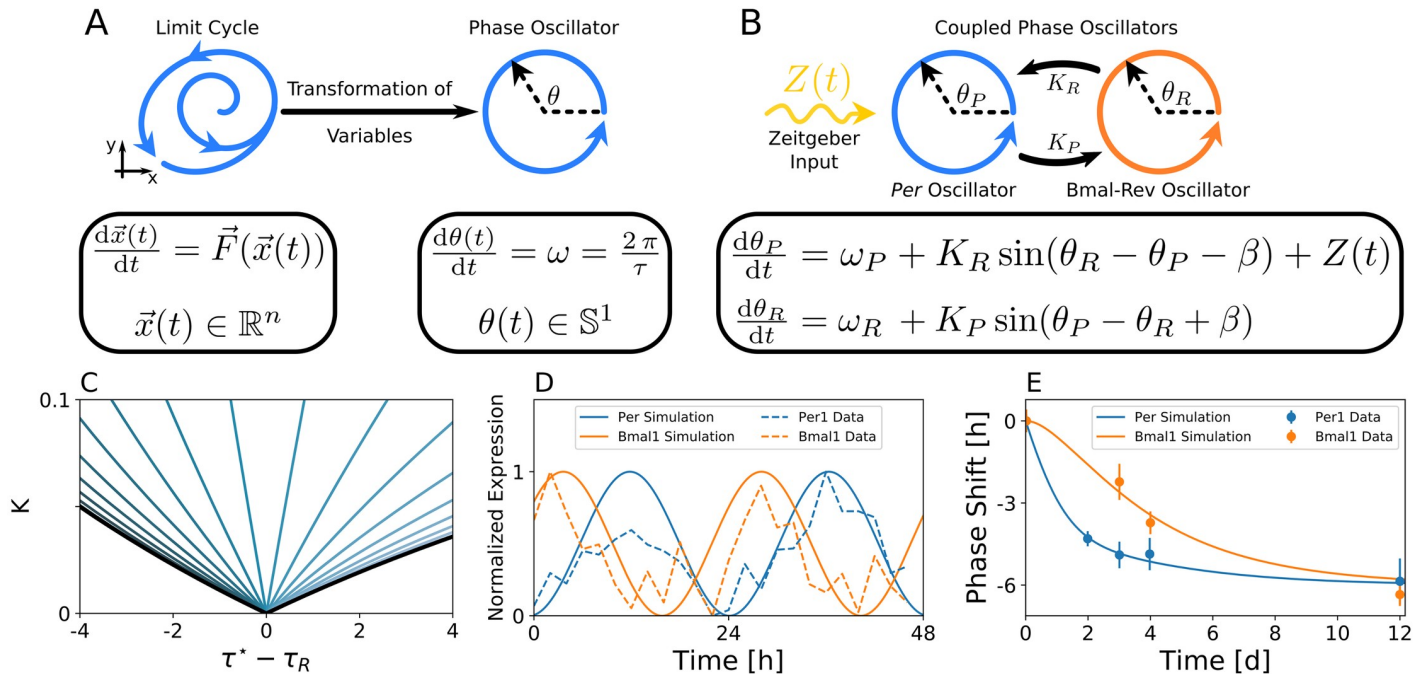 A
Limit Cycle
Phase Oscillator
Transformation of
Variables
θ
y
x
B
Coupled Phase Oscillators
Z(t)
Zeitgeber
Input
θ_P
K_R
K_P
θ_R
Per Oscillator
Bmal-Rev Oscillator
dx⃗(t)/dt = F⃗(x⃗(t))
x⃗(t) ∈ ℝⁿ
dθ(t)/dt = ω = 2 π/τ
θ(t) ∈ 𝕊¹
dθ_P/dt = ω_P + K_R sin(θ_R − θ_P − β) + Z(t)
dθ_R/dt = ω_R + K_P sin(θ_P − θ_R + β)
C
0.1
K
0
-4 -2 0 2 4
τ* − τ_R
D
Per Simulation
Bmal1 Simulation
Per1 Data
Bmal1 Data
Normalized Expression
1
0
0 24 48
Time [h]
E
Per Simulation
Bmal1 Simulation
Per1 Data
Bmal1 Data
Phase Shift [h]
0
-3
-6
0 2 4 6 8 10 12
Time [d]